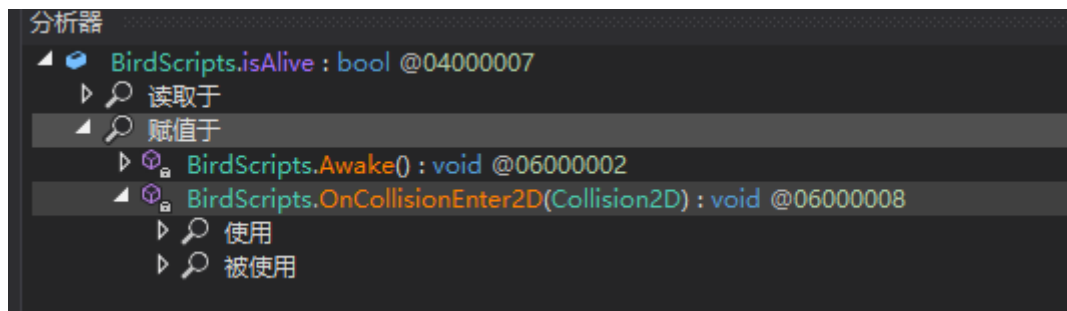 分析器
BirdScripts.isAlive : bool @04000007
读取于
赋值于
BirdScripts.Awake() : void @06000002
BirdScripts.OnCollisionEnter2D(Collision2D) : void @06000008
使用
被使用